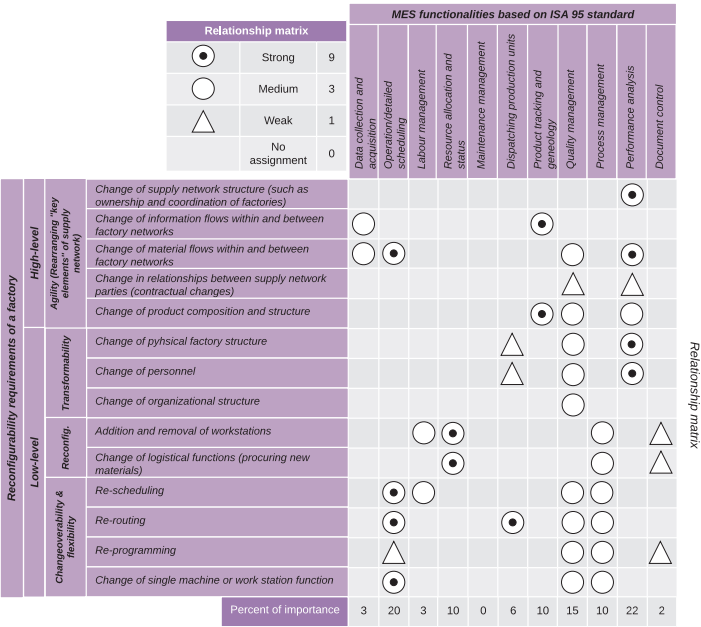 MES functionalities based on ISA 95 standard
Relationship matrix
Strong 9
Medium 3
Weak 1
No
assignment 0
Data collection and
acquisition
Operation/detailed
scheduling
Labour management
Resource allocation and
status
Maintenance management
Dispatching production units
Product tracking and
geneology
Quality management
Process management
Performance analysis
Document control
Reconfigurability requirements of a factory
High-level
Agility (Rearranging "key
elements" of supply
network)
Change of supply network structure (such as
ownership and coordination of factories)
Change of information flows within and between
factory networks
Change of material flows within and between
factory networks
Change in relationships between supply network
parties (contractual changes)
Change of product composition and structure
Low-level
Transformability
Change of pyhsical factory structure
Change of personnel
Change of organizational structure
Reconfig.
Addition and removal of workstations
Change of logistical functions (procuring new
materials)
Changeoverability &
flexibility
Re-scheduling
Re-routing
Re-programming
Change of single machine or work station function
Relationship matrix
Percent of importance 3 20 3 10 0 6 10 15 10 22 2